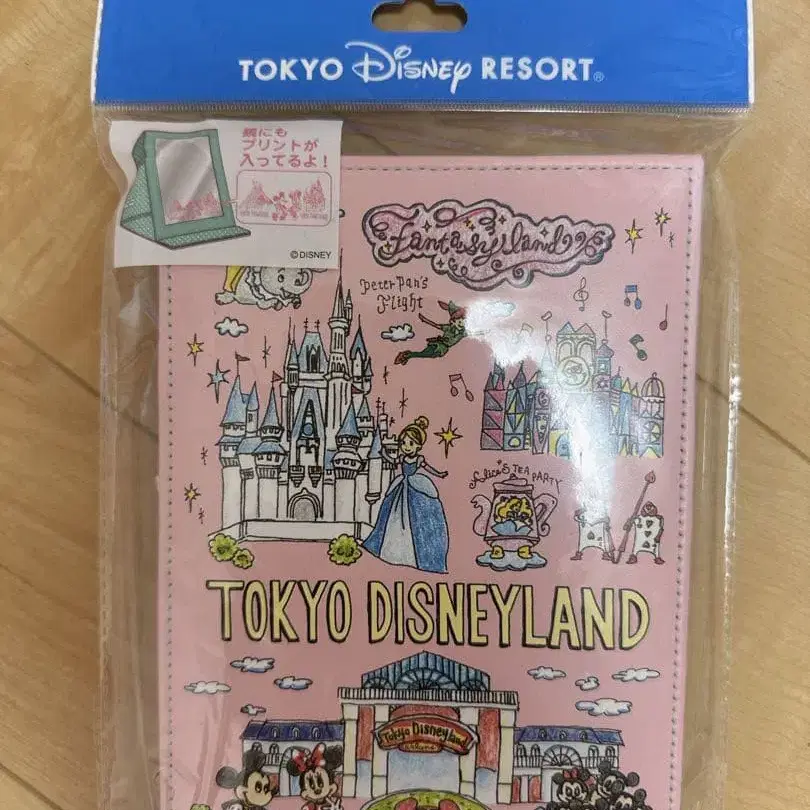 TOKYO Disney RESORT®
鏡にも
プリントが
入ってるよ！
©DISNEY
Fantasyland
Peter Pan's
Flight
Alice's TEA PARTY
TOKYO DISNEYLAND
Tokyo Disneyland